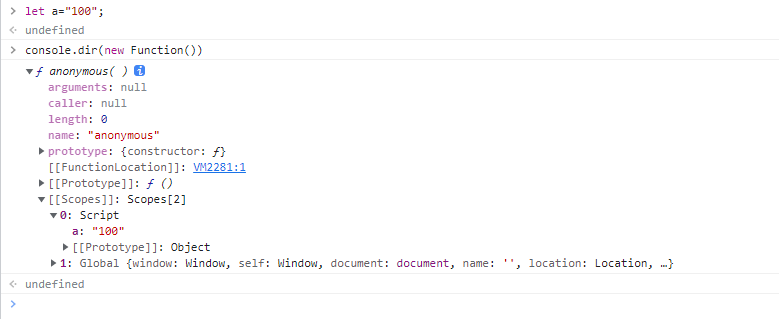 let a="100";
undefined
console.dir(new Function())
ƒ anonymous( ) i
arguments: null
caller: null
length: 0
name: "anonymous"
prototype: {constructor: ƒ}
[[FunctionLocation]]: VM2281:1
[[Prototype]]: ƒ ()
[[Scopes]]: Scopes[2]
0: Script
a: "100"
[[Prototype]]: Object
1: Global {window: Window, self: Window, document: document, name: '', location: Location, …}
undefined